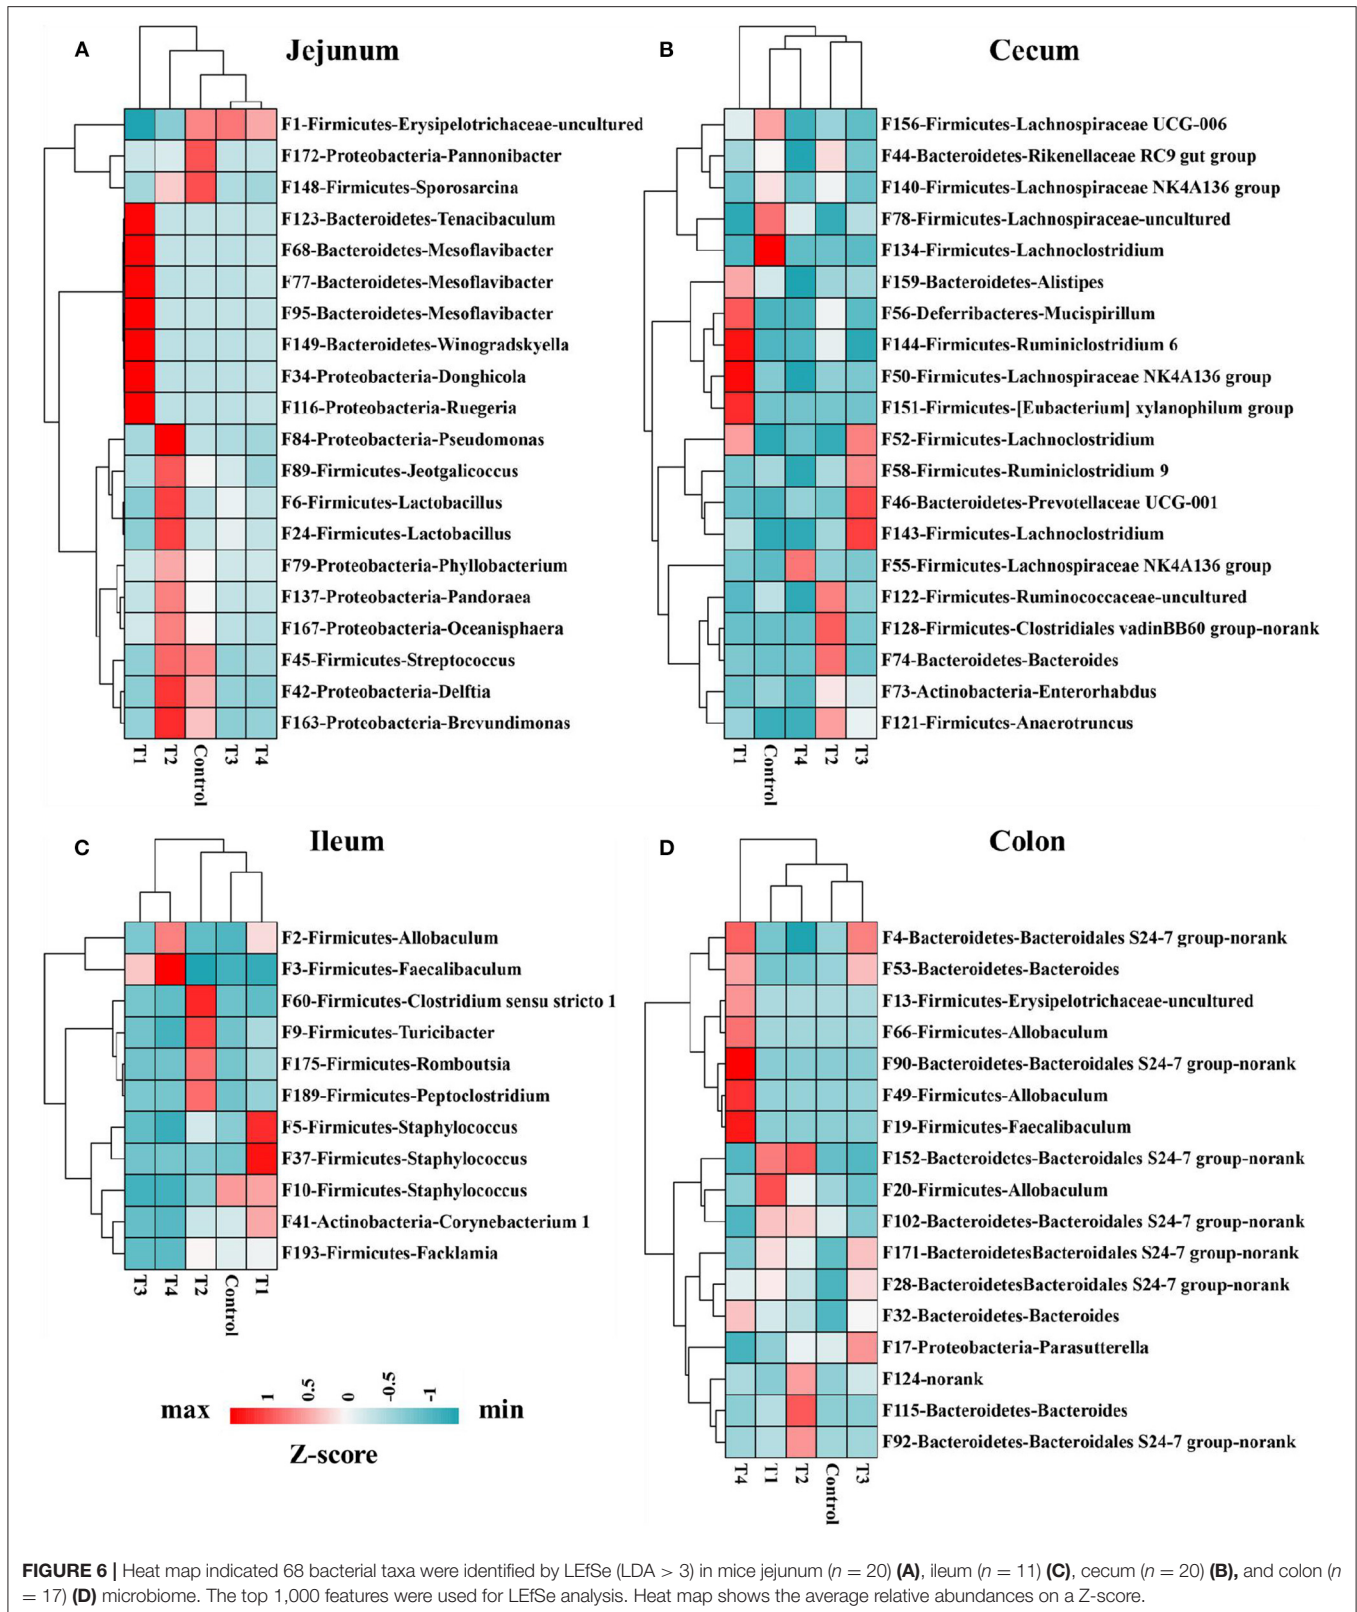 A
Jejunum
F1-Firmicutes-Erysipelotrichaceae-uncultured
F172-Proteobacteria-Pannonibacter
F148-Firmicutes-Sporosarcina
F123-Bacteroidetes-Tenacibaculum
F68-Bacteroidetes-Mesoflavibacter
F77-Bacteroidetes-Mesoflavibacter
F95-Bacteroidetes-Mesoflavibacter
F149-Bacteroidetes-Winogradskyella
F34-Proteobacteria-Donghicola
F116-Proteobacteria-Ruegeria
F84-Proteobacteria-Pseudomonas
F89-Firmicutes-Jeotgalicoccus
F6-Firmicutes-Lactobacillus
F24-Firmicutes-Lactobacillus
F79-Proteobacteria-Phyllobacterium
F137-Proteobacteria-Pandoraea
F167-Proteobacteria-Oceanisphaera
F45-Firmicutes-Streptococcus
F42-Proteobacteria-Delftia
F163-Proteobacteria-Brevundimonas
T1 T2 Control T3 T4
B
Cecum
F156-Firmicutes-Lachnospiraceae UCG-006
F44-Bacteroidetes-Rikenellaceae RC9 gut group
F140-Firmicutes-Lachnospiraceae NK4A136 group
F78-Firmicutes-Lachnospiraceae-uncultured
F134-Firmicutes-Lachnoclostridium
F159-Bacteroidetes-Alistipes
F56-Deferribacteres-Mucispirillum
F144-Firmicutes-Ruminiclostridium 6
F50-Firmicutes-Lachnospiraceae NK4A136 group
F151-Firmicutes-[Eubacterium] xylanophilum group
F52-Firmicutes-Lachnoclostridium
F58-Firmicutes-Ruminiclostridium 9
F46-Bacteroidetes-Prevotellaceae UCG-001
F143-Firmicutes-Lachnoclostridium
F55-Firmicutes-Lachnospiraceae NK4A136 group
F122-Firmicutes-Ruminococcaceae-uncultured
F128-Firmicutes-Clostridiales vadinBB60 group-norank
F74-Bacteroidetes-Bacteroides
F73-Actinobacteria-Enterorhabdus
F121-Firmicutes-Anaerotruncus
T1 Control T4 T2 T3
C
Ileum
F2-Firmicutes-Allobaculum
F3-Firmicutes-Faecalibaculum
F60-Firmicutes-Clostridium sensu stricto 1
F9-Firmicutes-Turicibacter
F175-Firmicutes-Romboutsia
F189-Firmicutes-Peptoclostridium
F5-Firmicutes-Staphylococcus
F37-Firmicutes-Staphylococcus
F10-Firmicutes-Staphylococcus
F41-Actinobacteria-Corynebacterium 1
F193-Firmicutes-Facklamia
T3 T4 T2 Control T1
1 0.5 0 -0.5 -1
max min
Z-score
D
Colon
F4-Bacteroidetes-Bacteroidales S24-7 group-norank
F53-Bacteroidetes-Bacteroides
F13-Firmicutes-Erysipelotrichaceae-uncultured
F66-Firmicutes-Allobaculum
F90-Bacteroidetes-Bacteroidales S24-7 group-norank
F49-Firmicutes-Allobaculum
F19-Firmicutes-Faecalibaculum
F152-Bacteroidetes-Bacteroidales S24-7 group-norank
F20-Firmicutes-Allobaculum
F102-Bacteroidetes-Bacteroidales S24-7 group-norank
F171-BacteroidetesBacteroidales S24-7 group-norank
F28-BacteroidetesBacteroidales S24-7 group-norank
F32-Bacteroidetes-Bacteroides
F17-Proteobacteria-Parasutterella
F124-norank
F115-Bacteroidetes-Bacteroides
F92-Bacteroidetes-Bacteroidales S24-7 group-norank
T4 T1 T2 Control T3
FIGURE 6 | Heat map indicated 68 bacterial taxa were identified by LEfSe (LDA > 3) in mice jejunum (n = 20) (A), ileum (n = 11) (C), cecum (n = 20) (B), and colon (n
= 17) (D) microbiome. The top 1,000 features were used for LEfSe analysis. Heat map shows the average relative abundances on a Z-score.